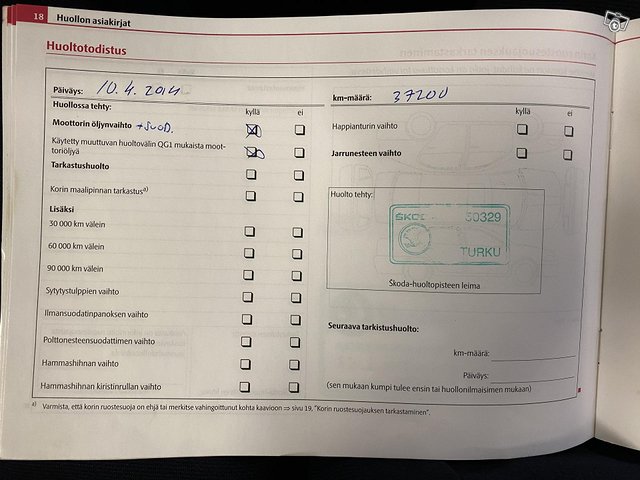 18 Huollon asiakirjat
Huoltotodistus
Päiväys: 10.4.2014
Huollossa tehty:
kyllä ei
Moottorin öljynvaihto +SUOD.
Käytetty muuttuvan huoltovälin QG1 mukaista moot-
toriöljyä
Tarkastushuolto
Korin maalipinnan tarkastus a)
Lisäksi
30 000 km välein
60 000 km välein
90 000 km välein
Sytytystulppien vaihto
Ilmansuodatinpanoksen vaihto
Polttonesteensuodattimen vaihto
Hammashihnan vaihto
Hammashihnan kiristinrullan vaihto
km-määrä: 37200
kyllä ei
Happianturin vaihto
Jarrunesteen vaihto
Huolto tehty:
ŠKODA 50329
TURKU
Škoda-huoltopisteen leima
Seuraava tarkistushuolto:
km-määrä:
Päiväys:
(sen mukaan kumpi tulee ensin tai huollonilmaisimen mukaan)
a) Varmista, että korin ruostesuoja on ehjä tai merkitse vahingoittunut kohta kaavioon ⇒ sivu 19, "Korin ruostesuojauksen tarkastaminen".